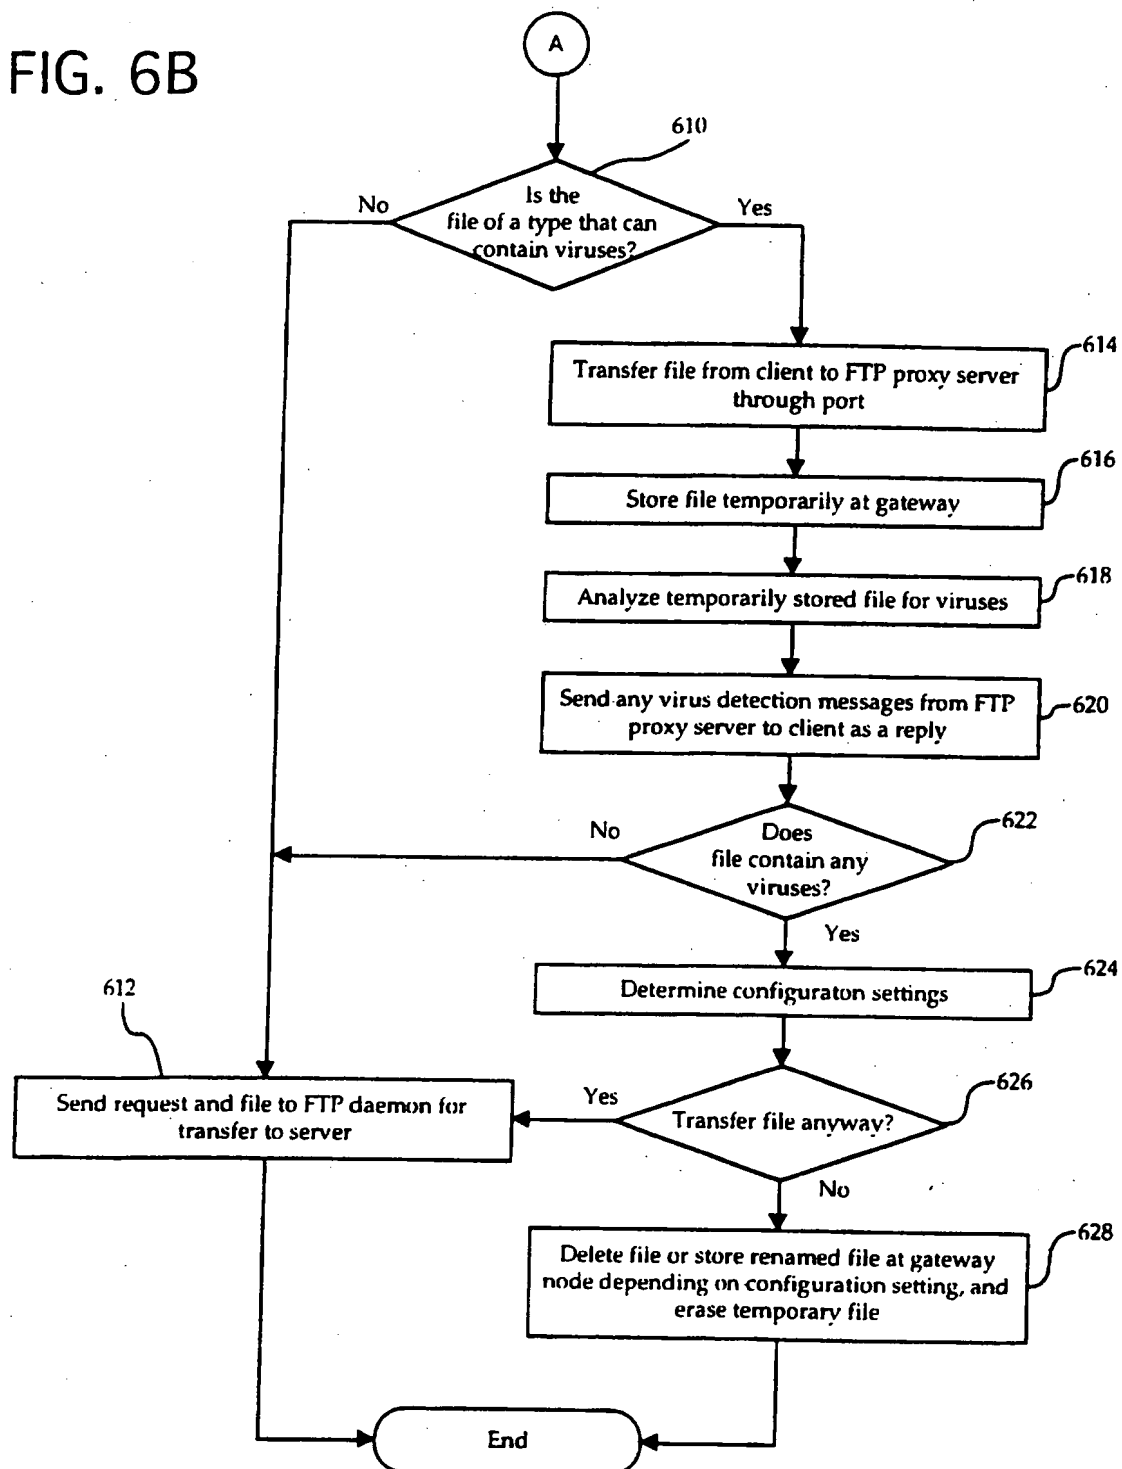 FIG. 6B
A
610
Is the
file of a type that can
contain viruses?
No
Yes
614
Transfer file from client to FTP proxy server
through port
616
Store file temporarily at gateway
618
Analyze temporarily stored file for viruses
620
Send any virus detection messages from FTP
proxy server to client as a reply
622
Does
file contain any
viruses?
No
Yes
624
Determine configuraton settings
612
Send request and file to FTP daemon for
transfer to server
626
Transfer file anyway?
Yes
No
628
Delete file or store renamed file at gateway
node depending on configuration setting, and
erase temporary file
End